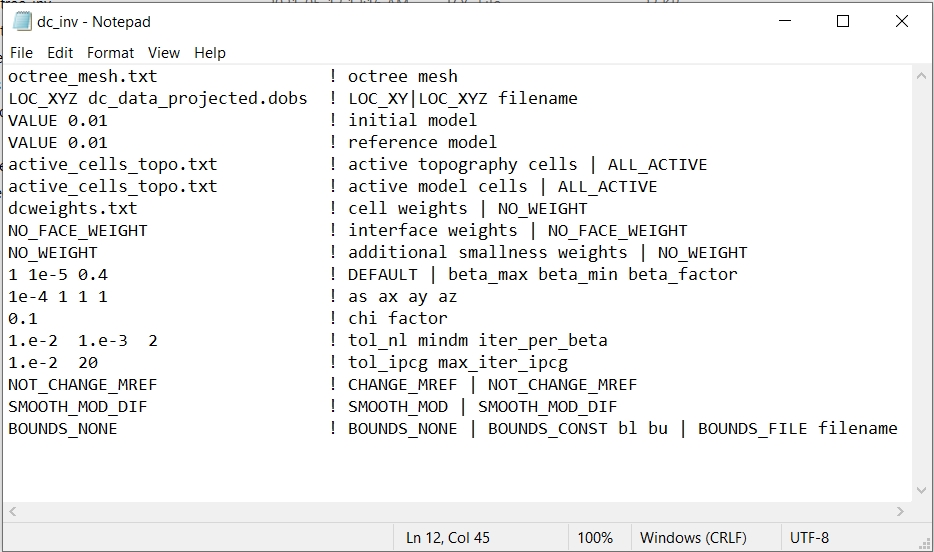 dc_inv - Notepad
File Edit Format View Help
octree_mesh.txt ! octree mesh
LOC_XYZ dc_data_projected.dobs ! LOC_XY|LOC_XYZ filename
VALUE 0.01 ! initial model
VALUE 0.01 ! reference model
active_cells_topo.txt ! active topography cells | ALL_ACTIVE
active_cells_topo.txt ! active model cells | ALL_ACTIVE
dcweights.txt ! cell weights | NO_WEIGHT
NO_FACE_WEIGHT ! interface weights | NO_FACE_WEIGHT
NO_WEIGHT ! additional smallness weights | NO_WEIGHT
1 1e-5 0.4 ! DEFAULT | beta_max beta_min beta_factor
1e-4 1 1 1 ! as ax ay az
0.1 ! chi factor
1.e-2 1.e-3 2 ! tol_nl mindm iter_per_beta
1.e-2 20 ! tol_ipcg max_iter_ipcg
NOT_CHANGE_MREF ! CHANGE_MREF | NOT_CHANGE_MREF
SMOOTH_MOD_DIF ! SMOOTH_MOD | SMOOTH_MOD_DIF
BOUNDS_NONE ! BOUNDS_NONE | BOUNDS_CONST bl bu | BOUNDS_FILE filename
Ln 12, Col 45 100% Windows (CRLF) UTF-8